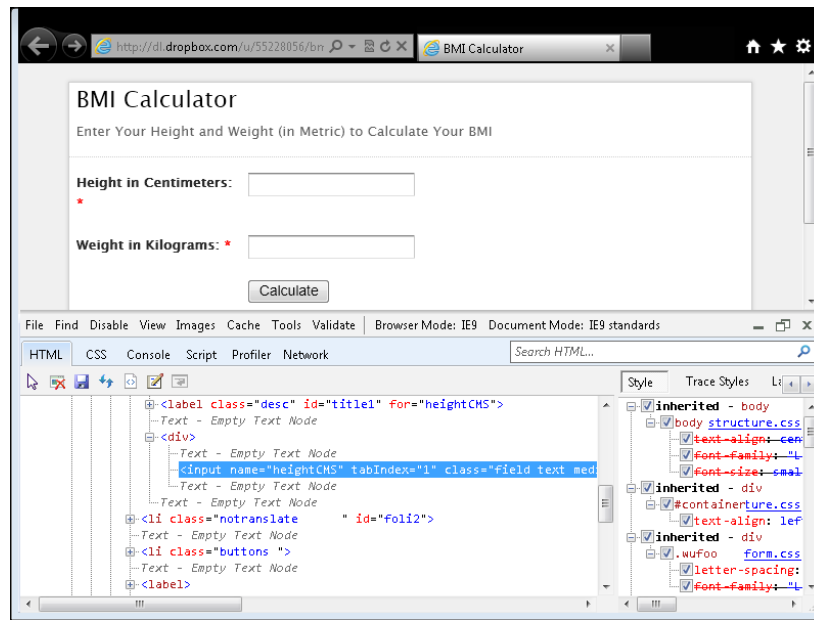 http://dl.dropbox.com/u/55228056/bn
BMI Calculator
BMI Calculator
Enter Your Height and Weight (in Metric) to Calculate Your BMI
Height in Centimeters:
*
Weight in Kilograms: *
Calculate
File Find Disable View Images Cache Tools Validate Browser Mode: IE9 Document Mode: IE9 standards
HTML CSS Console Script Profiler Network Search HTML...
Style Trace Styles
<label class="desc" id="title1" for="heightCMS">
Text - Empty Text Node
<div>
Text - Empty Text Node
<input name="heightCMS" tabIndex="1" class="field text med
Text - Empty Text Node
Text - Empty Text Node
<li class="notranslate " id="foli2">
Text - Empty Text Node
<li class="buttons ">
Text - Empty Text Node
<label>
inherited - body
body structure.css
text-align: cen
font-family: "L
font-size: smal
inherited - div
#containerture.css
text-align: lef
inherited - div
.wufoo form.css
letter-spacing:
font-family: "L